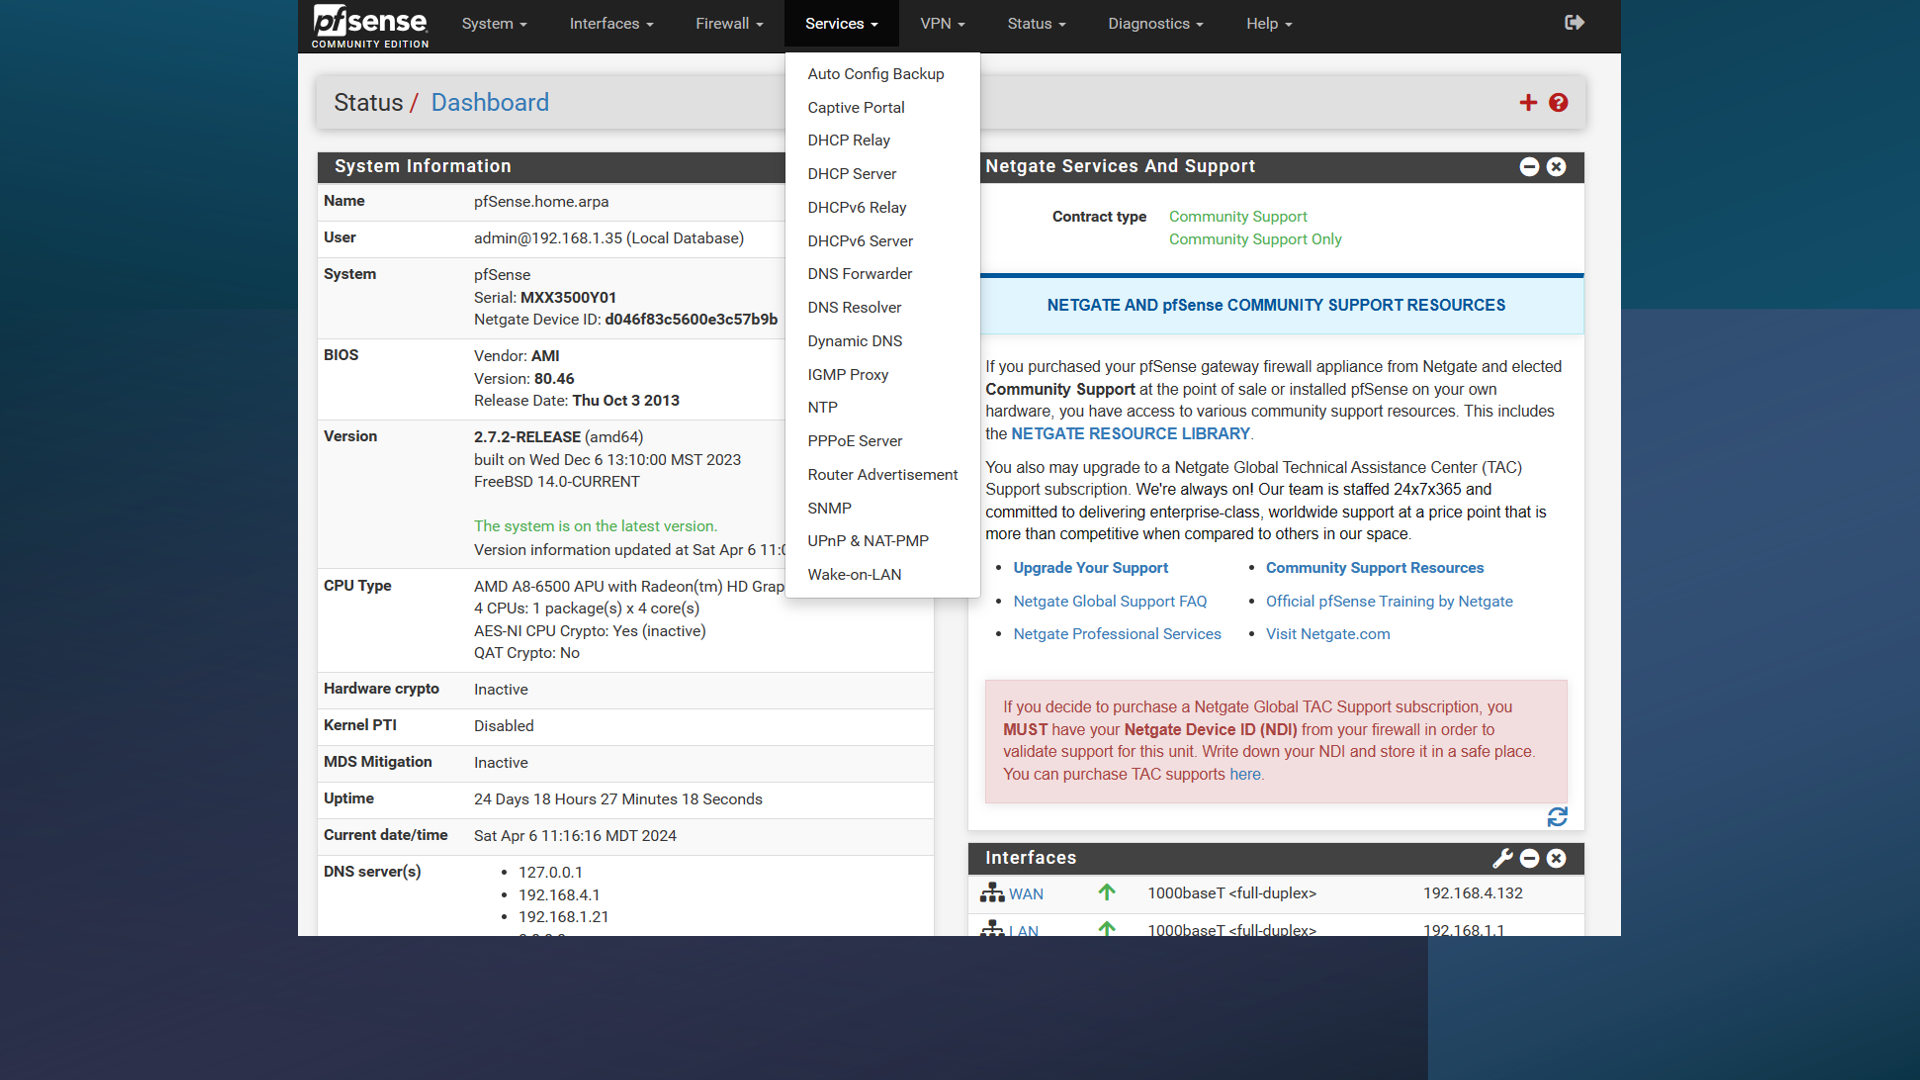 pfsense
COMMUNITY EDITION
System
Interfaces
Firewall
Services
VPN
Status
Diagnostics
Help
Auto Config Backup
Captive Portal
DHCP Relay
DHCP Server
DHCPv6 Relay
DHCPv6 Server
DNS Forwarder
DNS Resolver
Dynamic DNS
IGMP Proxy
NTP
PPPoE Server
Router Advertisement
SNMP
UPnP & NAT-PMP
Wake-on-LAN
Status / Dashboard
System Information
Name pfSense.home.arpa
User admin@192.168.1.35 (Local Database)
System pfSense
Serial: MXX3500Y01
Netgate Device ID: d046f83c5600e3c57b9b
BIOS Vendor: AMI
Version: 80.46
Release Date: Thu Oct 3 2013
Version 2.7.2-RELEASE (amd64)
built on Wed Dec 6 13:10:00 MST 2023
FreeBSD 14.0-CURRENT
The system is on the latest version.
Version information updated at Sat Apr 6 11:
CPU Type AMD A8-6500 APU with Radeon(tm) HD Grap
4 CPUs: 1 package(s) x 4 core(s)
AES-NI CPU Crypto: Yes (inactive)
QAT Crypto: No
Hardware crypto Inactive
Kernel PTI Disabled
MDS Mitigation Inactive
Uptime 24 Days 18 Hours 27 Minutes 18 Seconds
Current date/time Sat Apr 6 11:16:16 MDT 2024
DNS server(s) 127.0.0.1
192.168.4.1
192.168.1.21
Netgate Services And Support
Contract type Community Support
Community Support Only
NETGATE AND pfSense COMMUNITY SUPPORT RESOURCES
If you purchased your pfSense gateway firewall appliance from Netgate and elected
Community Support at the point of sale or installed pfSense on your own
hardware, you have access to various community support resources. This includes
the NETGATE RESOURCE LIBRARY.
You also may upgrade to a Netgate Global Technical Assistance Center (TAC)
Support subscription. We're always on! Our team is staffed 24x7x365 and
committed to delivering enterprise-class, worldwide support at a price point that is
more than competitive when compared to others in our space.
Upgrade Your Support
Community Support Resources
Netgate Global Support FAQ
Official pfSense Training by Netgate
Netgate Professional Services
Visit Netgate.com
If you decide to purchase a Netgate Global TAC Support subscription, you
MUST have your Netgate Device ID (NDI) from your firewall in order to
validate support for this unit. Write down your NDI and store it in a safe place.
You can purchase TAC supports here.
Interfaces
WAN 1000baseT <full-duplex> 192.168.4.132
LAN 1000baseT <full-duplex> 192.168.1.1